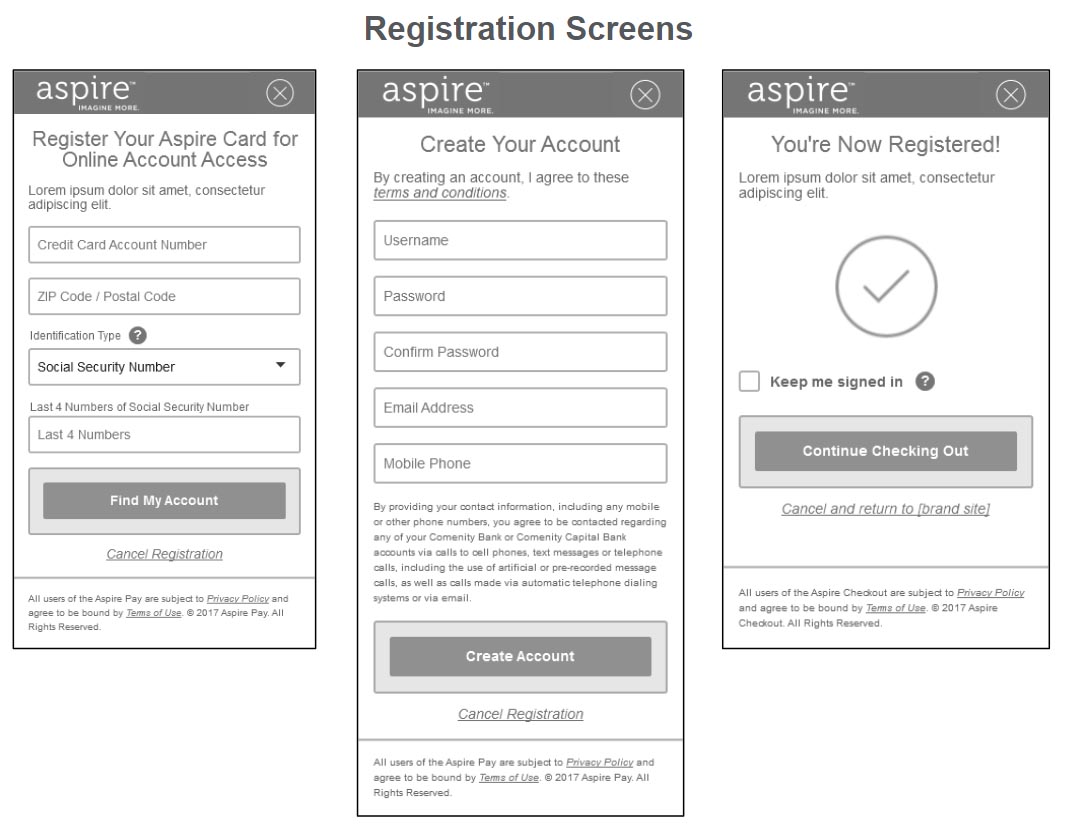 Registration Screens
aspire™
IMAGINE MORE.
Register Your Aspire Card for
Online Account Access
Lorem ipsum dolor sit amet, consectetur
adipiscing elit.
Credit Card Account Number
ZIP Code / Postal Code
Identification Type ?
Social Security Number
Last 4 Numbers of Social Security Number
Last 4 Numbers
Find My Account
Cancel Registration
All users of the Aspire Pay are subject to Privacy Policy and
agree to be bound by Terms of Use. © 2017 Aspire Pay. All
Rights Reserved.
aspire™
IMAGINE MORE.
Create Your Account
By creating an account, I agree to these
terms and conditions.
Username
Password
Confirm Password
Email Address
Mobile Phone
By providing your contact information, including any mobile
or other phone numbers, you agree to be contacted regarding
any of your Comenity Bank or Comenity Capital Bank
accounts via calls to cell phones, text messages or telephone
calls, including the use of artificial or pre-recorded message
calls, as well as calls made via automatic telephone dialing
systems or via email.
Create Account
Cancel Registration
All users of the Aspire Pay are subject to Privacy Policy and
agree to be bound by Terms of Use. © 2017 Aspire Pay. All
Rights Reserved.
aspire™
IMAGINE MORE.
You're Now Registered!
Lorem ipsum dolor sit amet, consectetur
adipiscing elit.
Keep me signed in ?
Continue Checking Out
Cancel and return to [brand site]
All users of the Aspire Checkout are subject to Privacy Policy
and agree to be bound by Terms of Use. © 2017 Aspire
Checkout. All Rights Reserved.